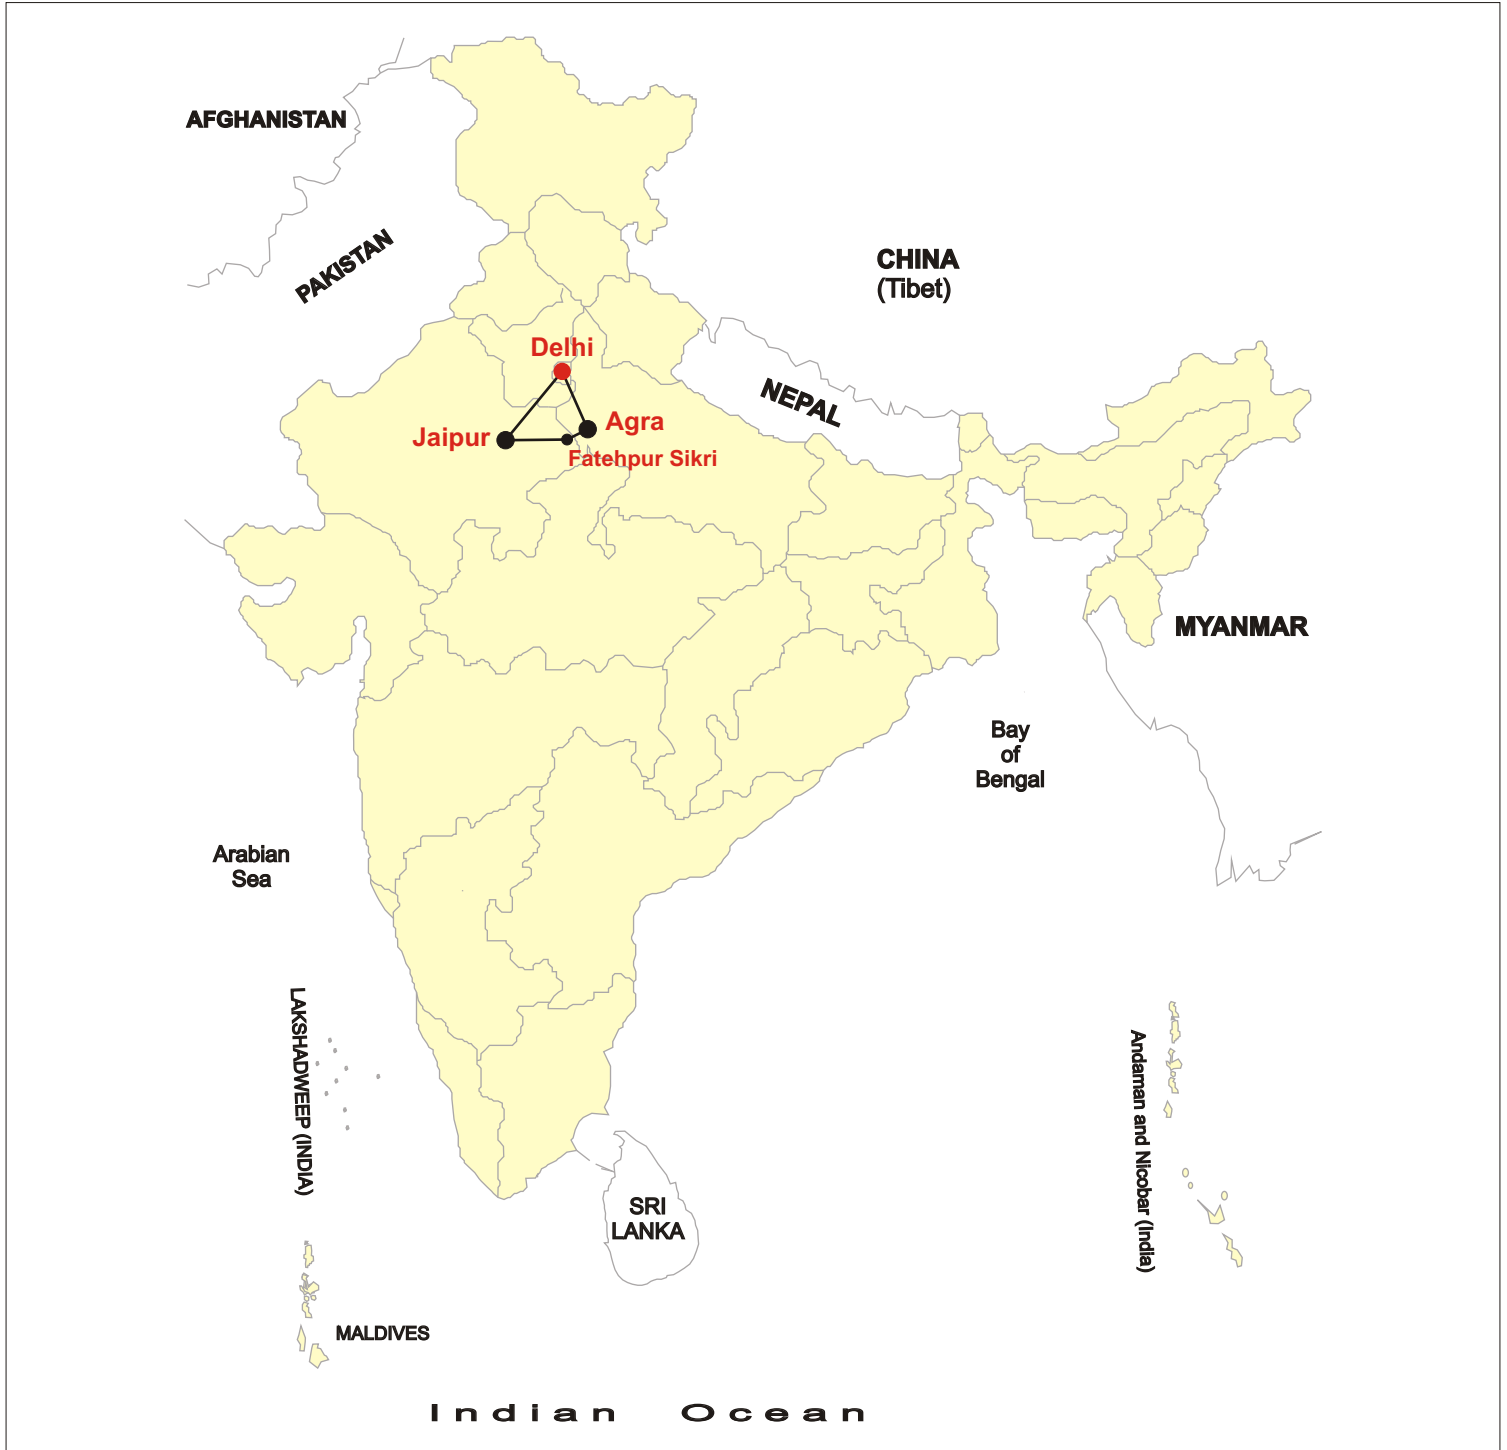 AFGHANISTAN
PAKISTAN
CHINA
(Tibet)
NEPAL
Delhi
Agra
Jaipur
Fatehpur Sikri
MYANMAR
Bay
of
Bengal
Arabian
Sea
LAKSHADWEEP (INDIA)
Andaman and Nicobar (India)
SRI
LANKA
MALDIVES
Indian Ocean